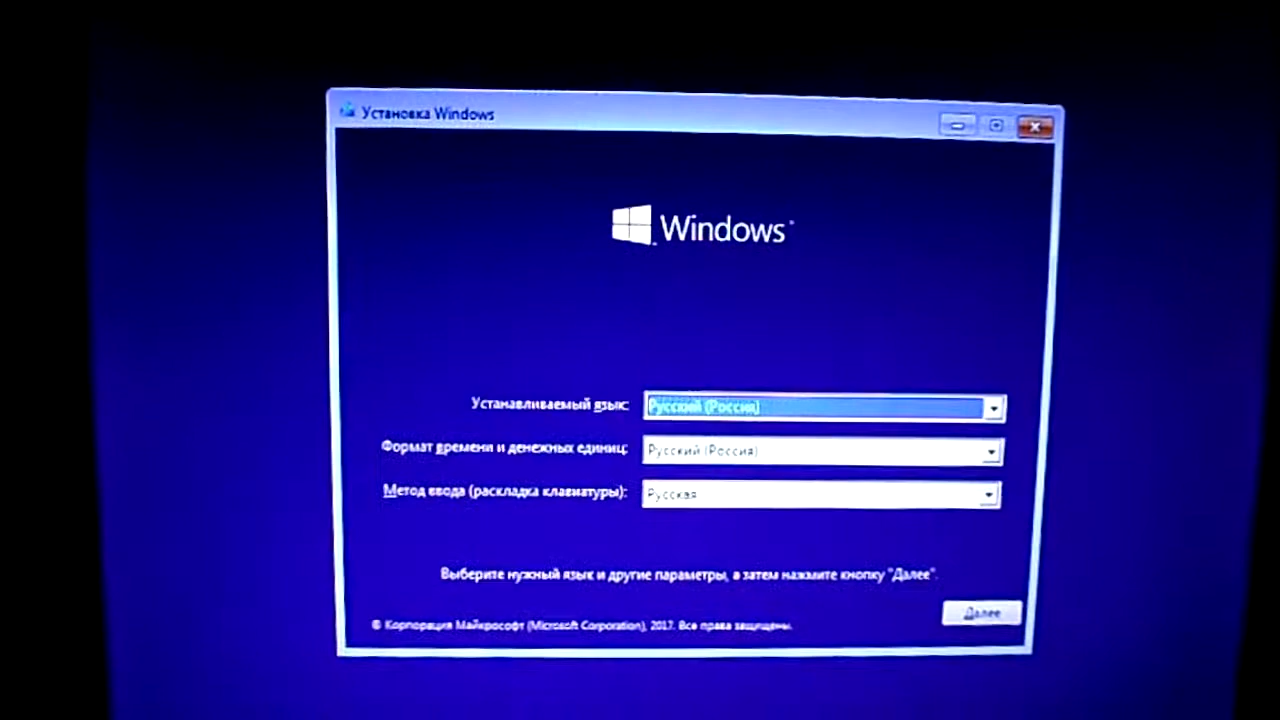 Установка Windows
Windows
Устанавливаемый язык: Русский (Россия)
Формат времени и денежных единиц: Русский (Россия)
Метод ввода (раскладка клавиатуры): Русская
Выберите нужный язык и другие параметры, а затем нажмите кнопку "Далее".
© Корпорация Майкрософт (Microsoft Corporation), 2017. Все права защищены.
Далее